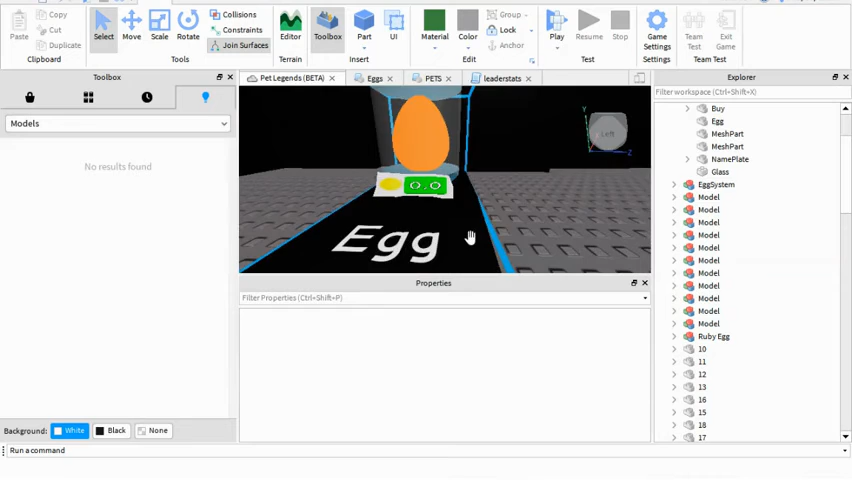 Paste
Copy
Cut
Duplicate
Clipboard
Select
Move
Scale
Rotate
Collisions
Constraints
Join Surfaces
Tools
Editor
Terrain
Toolbox
Part
UI
Insert
Material
Color
Group
Lock
Anchor
Edit
Play
Resume
Stop
Test
Game Settings
Settings
Team Test
Exit Game
Team Test
Toolbox
Models
No results found
Background: White Black None
Pet Legends (BETA) ×
Eggs ×
PETS ×
leaderstats ×
Egg
Left
Y
Z
Properties
Filter Properties (Ctrl+Shift+P)
Explorer
Filter workspace (Ctrl+Shift+X)
Buy
Egg
MeshPart
MeshPart
NamePlate
Glass
EggSystem
Model
Model
Model
Model
Model
Model
Model
Model
Model
Model
Model
Ruby Egg
10
11
12
13
16
15
18
17
Run a command